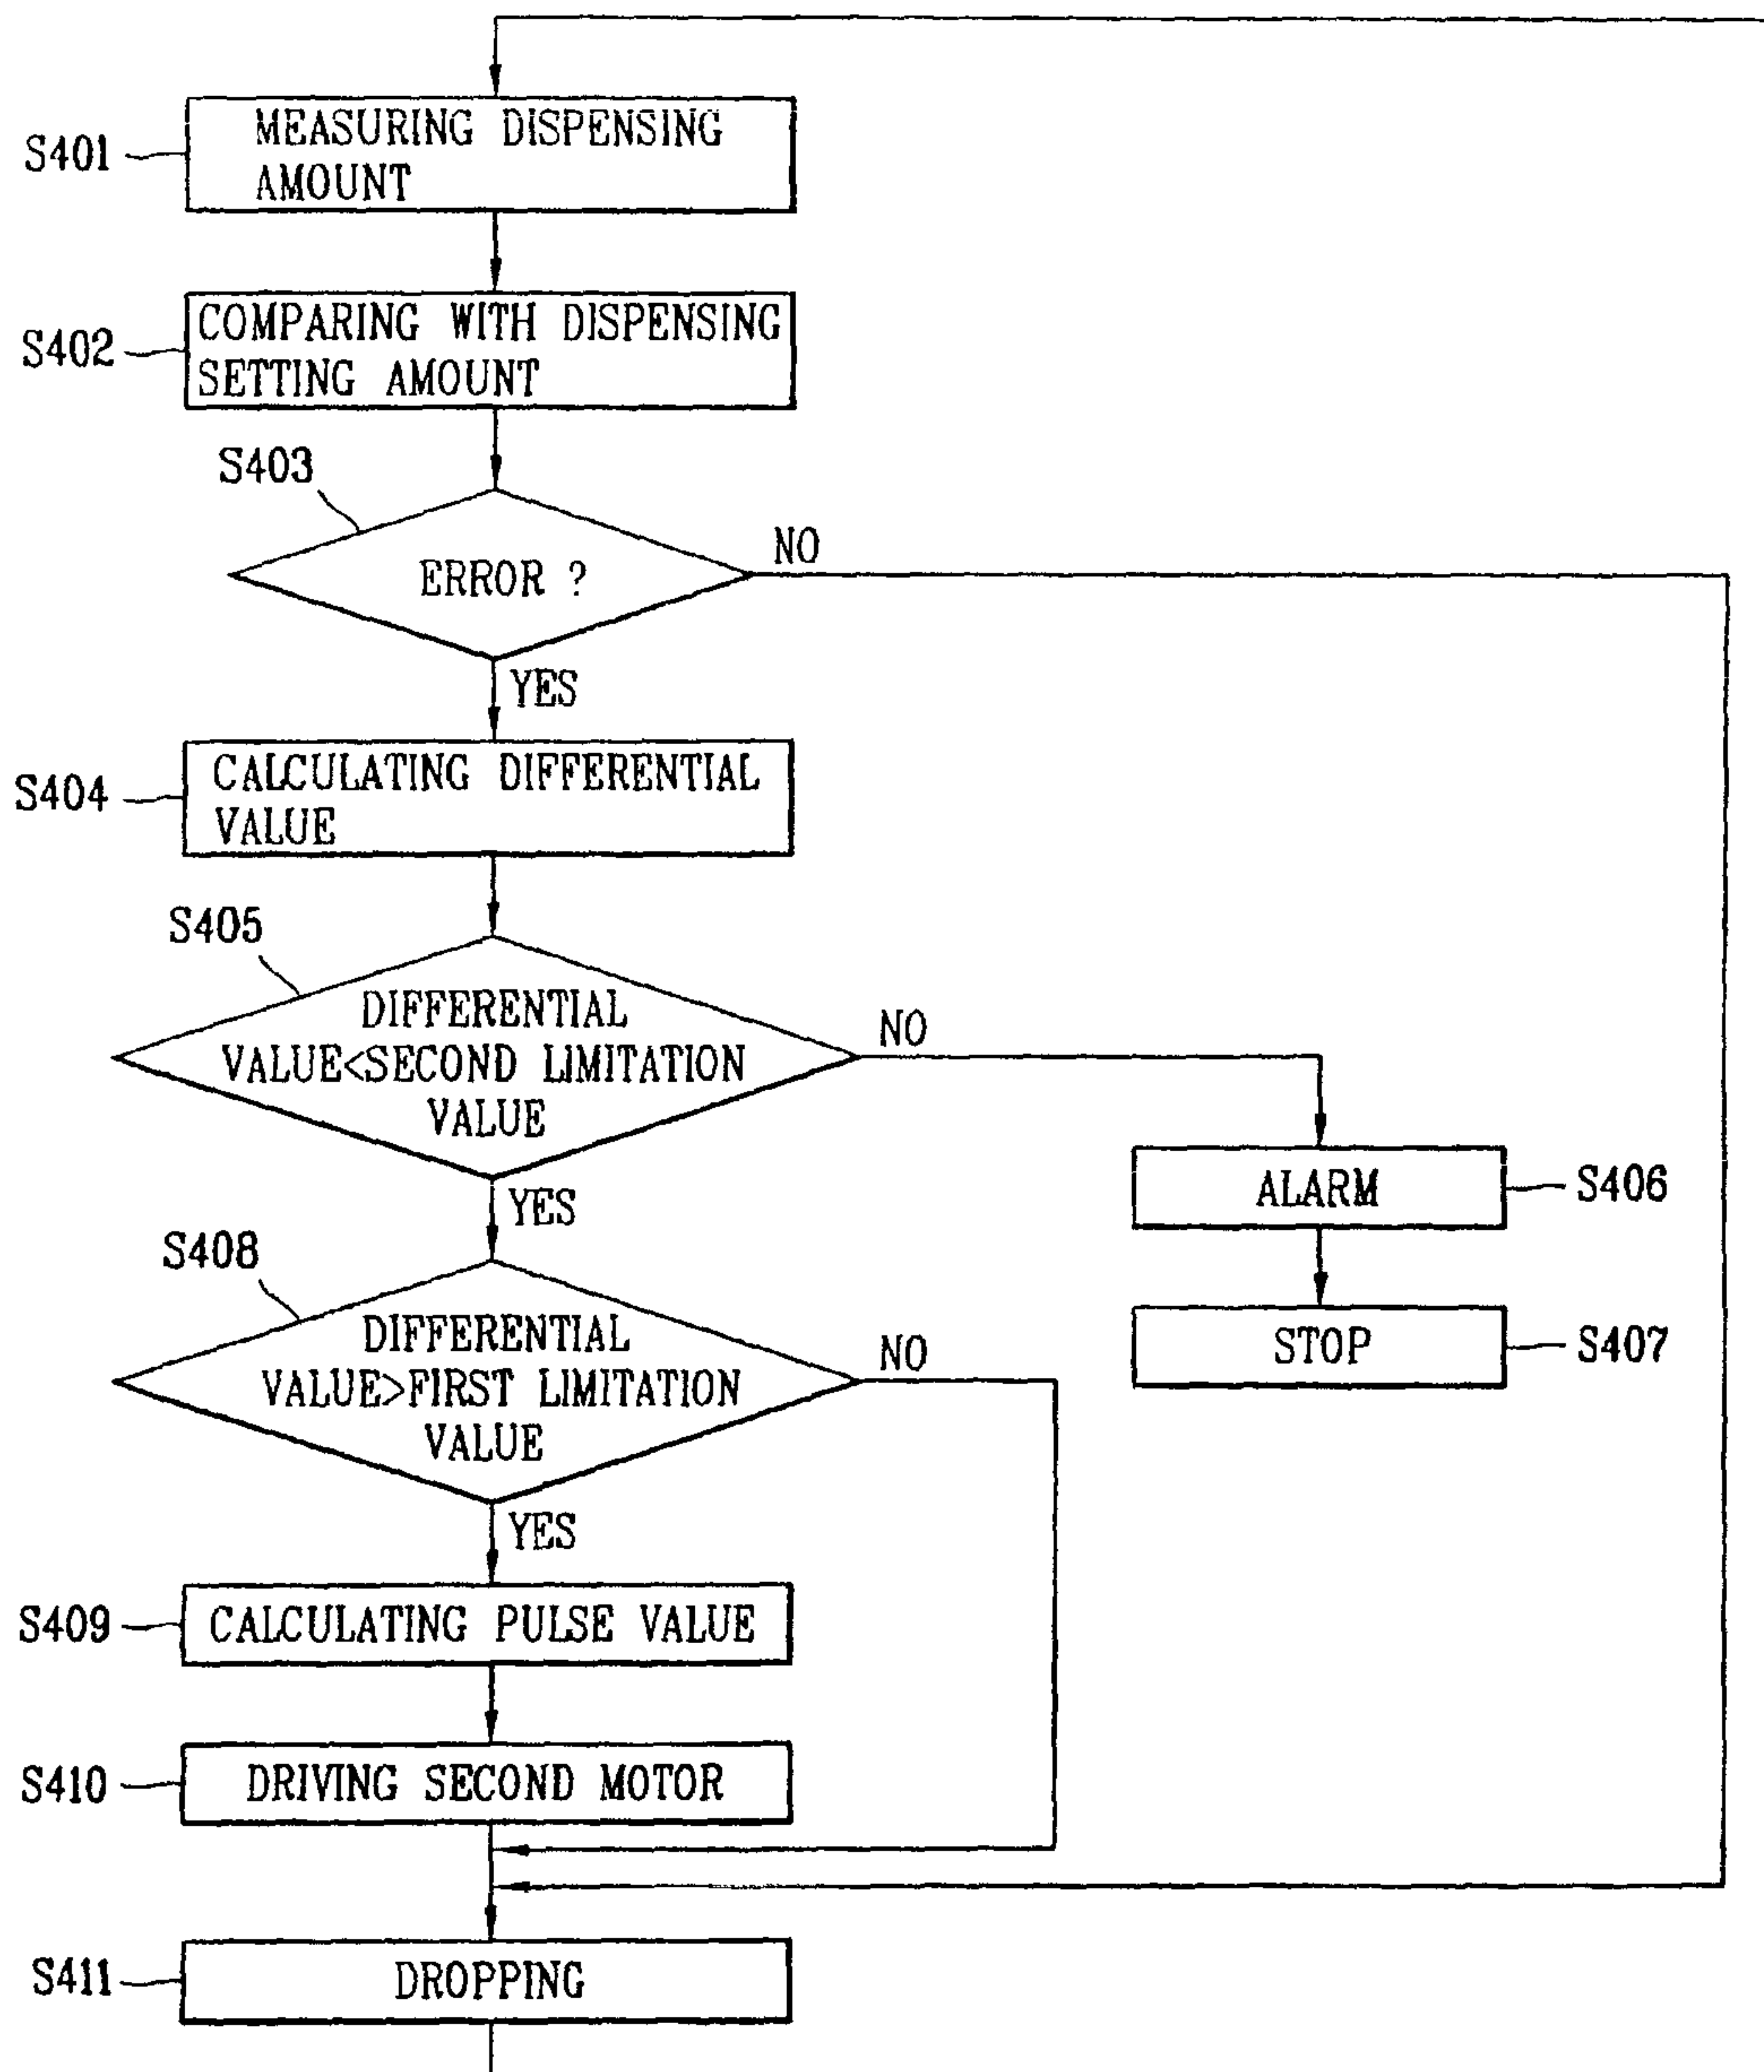 S401
MEASURING DISPENSING
AMOUNT
S402
COMPARING WITH DISPENSING
SETTING AMOUNT
S403
ERROR ?
NO
YES
S404
CALCULATING DIFFERENTIAL
VALUE
S405
DIFFERENTIAL
VALUE<SECOND LIMITATION
VALUE
NO
YES
ALARM
S406
STOP
S407
S408
DIFFERENTIAL
VALUE>FIRST LIMITATION
VALUE
NO
YES
S409
CALCULATING PULSE VALUE
S410
DRIVING SECOND MOTOR
S411
DROPPING